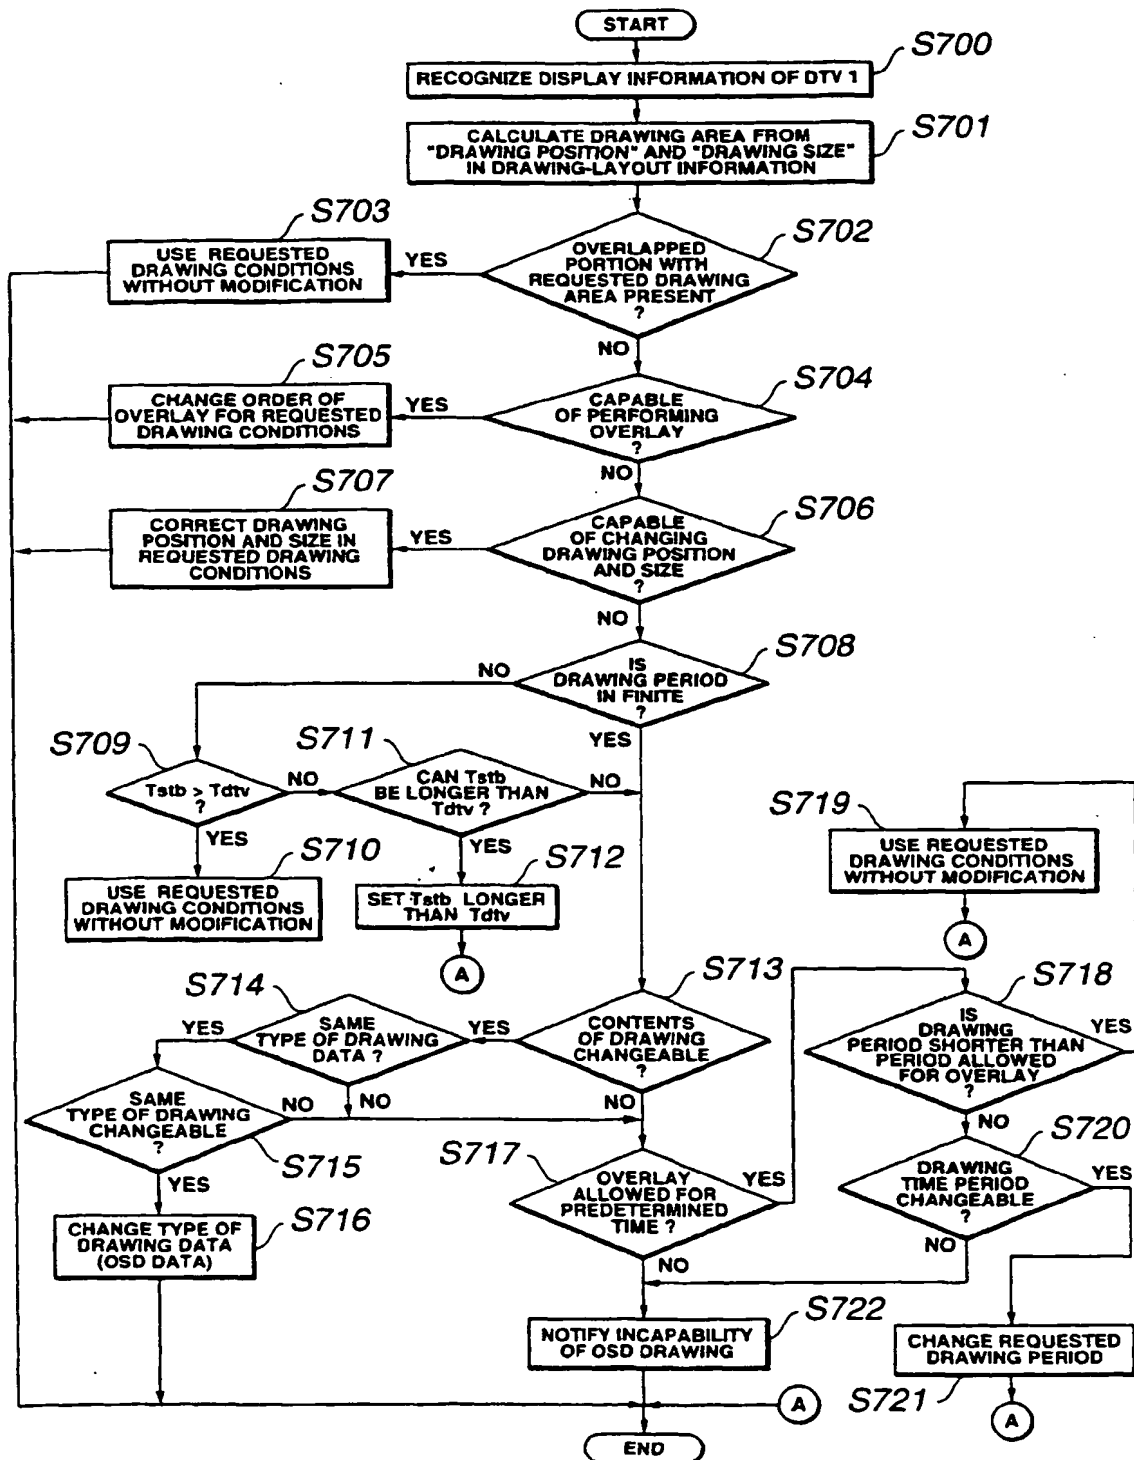 START
S700
RECOGNIZE DISPLAY INFORMATION OF DTV 1
S701
CALCULATE DRAWING AREA FROM
"DRAWING POSITION" AND "DRAWING SIZE"
IN DRAWING-LAYOUT INFORMATION
S703
USE REQUESTED
DRAWING CONDITIONS
WITHOUT MODIFICATION
YES
S702
OVERLAPPED
PORTION WITH
REQUESTED DRAWING
AREA PRESENT
?
NO
S705
CHANGE ORDER OF
OVERLAY FOR REQUESTED
DRAWING CONDITIONS
YES
S704
CAPABLE
OF PERFORMING
OVERLAY
?
NO
S707
CORRECT DRAWING
POSITION AND SIZE IN
REQUESTED DRAWING
CONDITIONS
YES
S706
CAPABLE
OF CHANGING
DRAWING POSITION
AND SIZE
?
NO
S708
IS
DRAWING PERIOD
IN FINITE
?
NO
YES
S709
Tstb > Tdtv
?
NO
YES
S711
CAN Tstb
BE LONGER THAN
Tdtv ?
NO
YES
S710
USE REQUESTED
DRAWING CONDITIONS
WITHOUT MODIFICATION
S712
SET Tstb LONGER
THAN Tdtv
A
S719
USE REQUESTED
DRAWING CONDITIONS
WITHOUT MODIFICATION
A
S713
CONTENTS
OF DRAWING
CHANGEABLE
?
YES
NO
S714
SAME
TYPE OF DRAWING
DATA ?
YES
NO
SAME
TYPE OF DRAWING
CHANGEABLE
?
NO
S715
YES
S716
CHANGE TYPE OF
DRAWING DATA
(OSD DATA)
S717
OVERLAY
ALLOWED FOR
PREDETERMINED
TIME ?
YES
NO
S718
IS
DRAWING
PERIOD SHORTER THAN
PERIOD ALLOWED
FOR OVERLAY
?
YES
NO
S720
DRAWING
TIME PERIOD
CHANGEABLE
?
YES
NO
S722
NOTIFY INCAPABILITY
OF OSD DRAWING
CHANGE REQUESTED
DRAWING PERIOD
S721
A
A
END